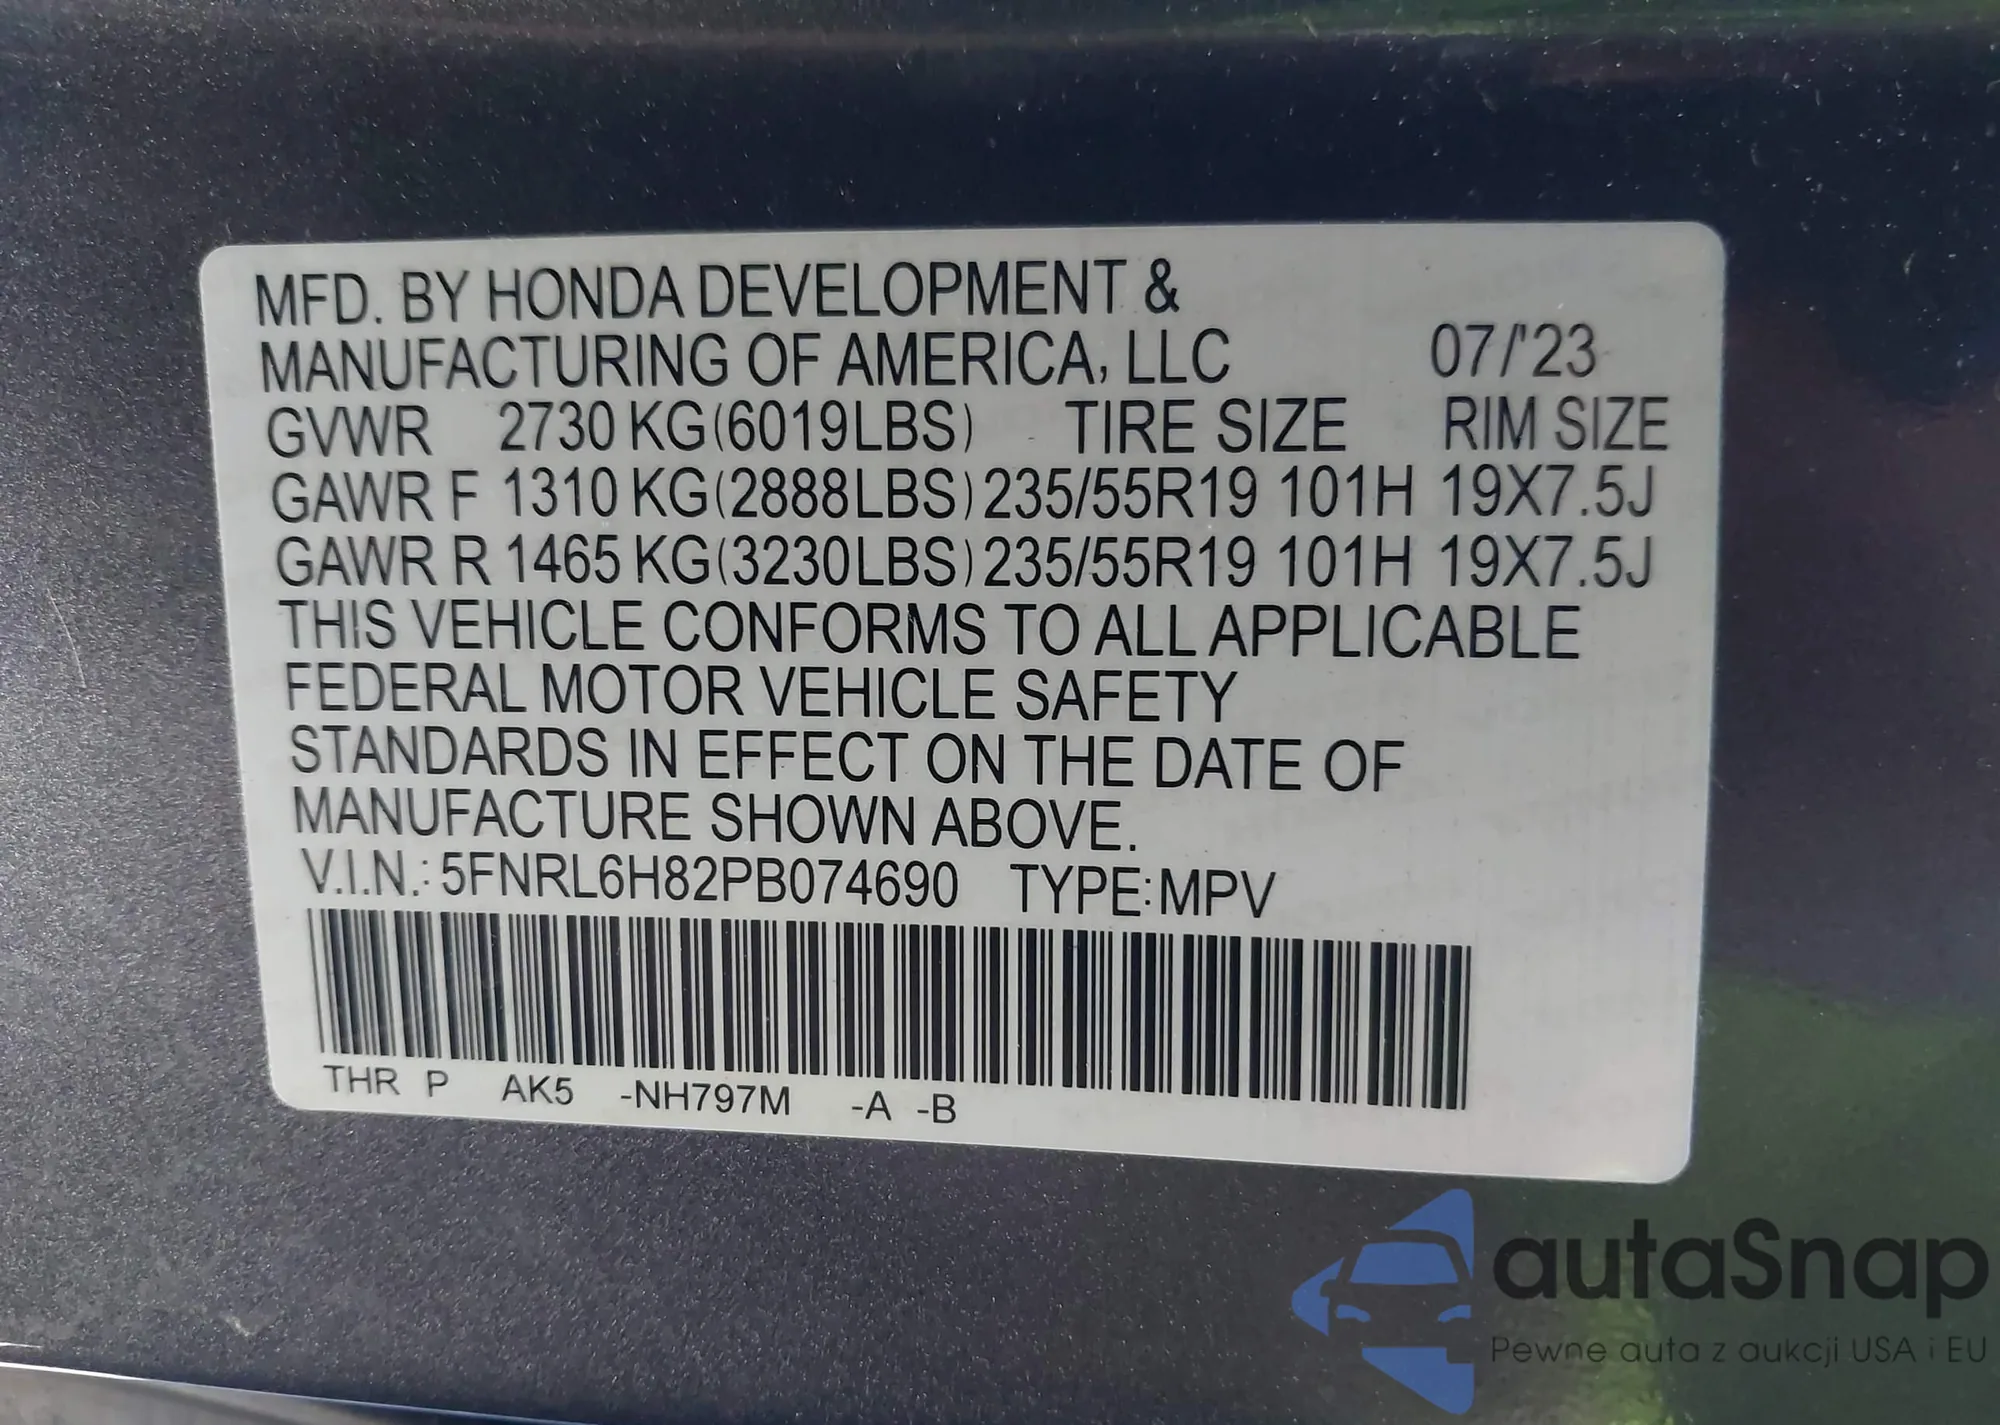 MFD. BY HONDA DEVELOPMENT &
MANUFACTURING OF AMERICA, LLC 07/'23
GVWR 2730 KG(6019LBS) TIRE SIZE RIM SIZE
GAWR F 1310 KG(2888LBS) 235/55R19 101H 19X7.5J
GAWR R 1465 KG(3230LBS) 235/55R19 101H 19X7.5J
THIS VEHICLE CONFORMS TO ALL APPLICABLE
FEDERAL MOTOR VEHICLE SAFETY
STANDARDS IN EFFECT ON THE DATE OF
MANUFACTURE SHOWN ABOVE.
V.I.N.: 5FNRL6H82PB074690 TYPE: MPV
THR P AK5 -NH797M -A -B
autaSnap
Pewne auta z aukcji USA i EU